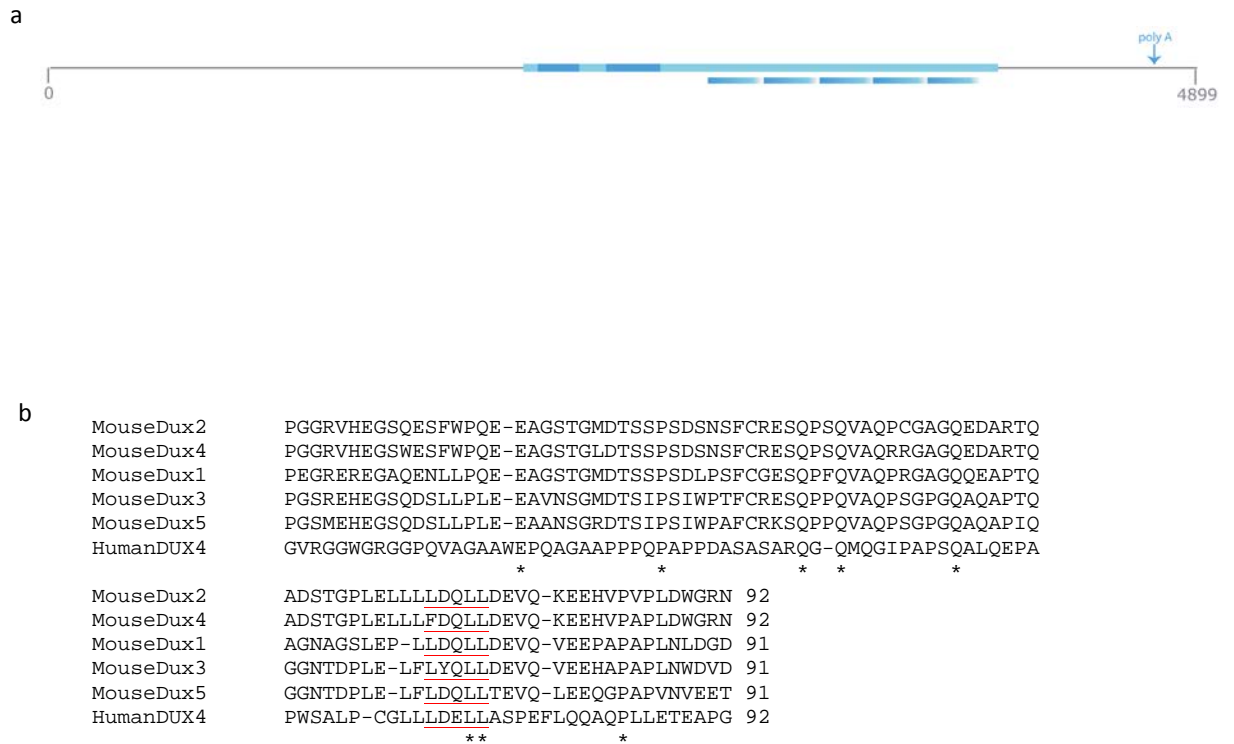 a
poly A
0
4899
b
MouseDux2 PGGRVHEGSQESFWPQE-EAGSTGMDTSSPSDSNSFCRESQPSQVAQPCGAGQEDARTQ
MouseDux4 PGGRVHEGSWESFWPQE-EAGSTGLDTSSPSDSNSFCRESQPSQVAQRRGAGQEDARTQ
MouseDux1 PEGREREGAQENLLPQE-EAGSTGMDTSSPSDLPSFCGESQPFQVAQPRGAGQQEAPTQ
MouseDux3 PGSREHEGSQDSLLPLE-EAVNSGMDTSIPSIWPTFCRESQPPQVAQPSGPGQAQAPTQ
MouseDux5 PGSMEHEGSQDSLLPLE-EAANSGRDTSIPSIWPAFCRKSQPPQVAQPSGPGQAQAPIQ
HumanDUX4 GVRGGWGRGGPQVAGAAWEPQAGAAPPPQPAPPDASASARQG-QMQGIPAPSQALQEPA
* * * * *
MouseDux2 ADSTGPLELLLLDQLLDEVQ-KEEHVPVPLDWGRN 92
MouseDux4 ADSTGPLELLLFDQLLDEVQ-KEEHVPAPLDWGRN 92
MouseDux1 AGNAGSLEP-LLDQLLDEVQ-VEEPAPAPLNLDGD 91
MouseDux3 GGNTDPLE-LFLYQLLDEVQ-VEEHAPAPLNWDVD 91
MouseDux5 GGNTDPLE-LFLDQLLTEVQ-LEEQGPAPVNVEET 91
HumanDUX4 PWSALP-CGLLLDELLASPEFLQQAQPLLETEAPG 92
** *